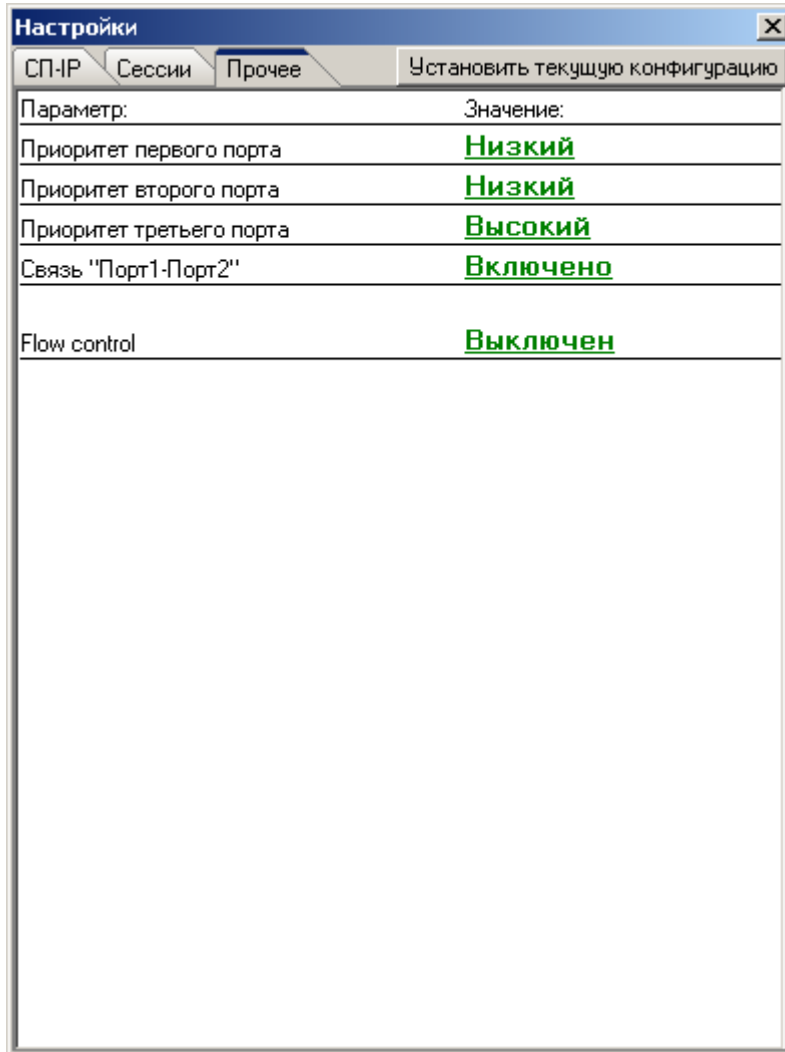 Настройки
СП-IP Сессии Прочее Установить текущую конфигурацию
Параметр: Значение:
Приоритет первого порта Низкий
Приоритет второго порта Низкий
Приоритет третьего порта Высокий
Связь "Порт1-Порт2" Включено
Flow control Выключен